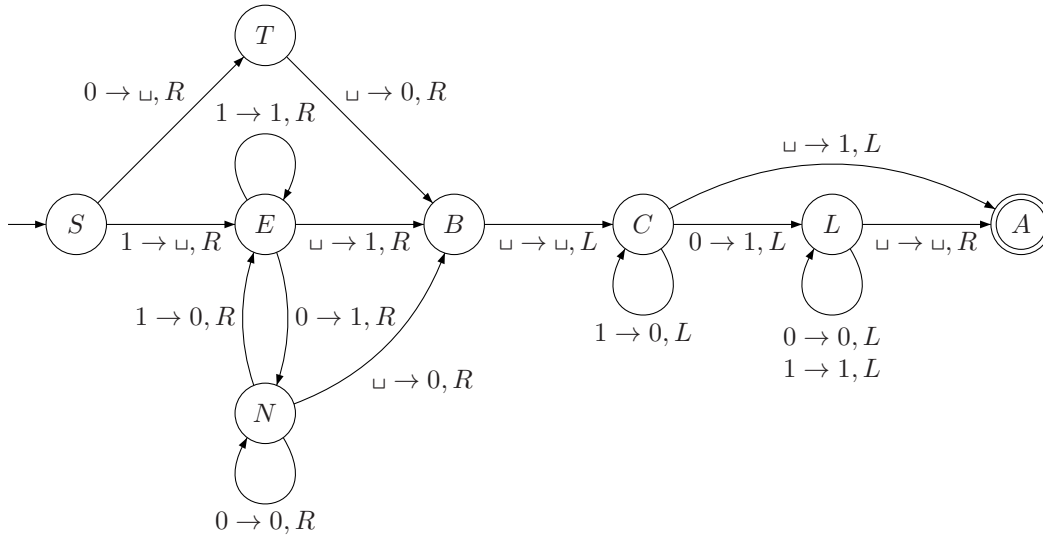 T
0 → ␣, R
␣ → 0, R
1 → 1, R
␣ → 1, L
S
E
B
C
L
A
1 → ␣, R
␣ → 1, R
␣ → ␣, L
0 → 1, L
␣ → ␣, R
1 → 0, R
0 → 1, R
1 → 0, L
0 → 0, L
1 → 1, L
␣ → 0, R
N
0 → 0, R